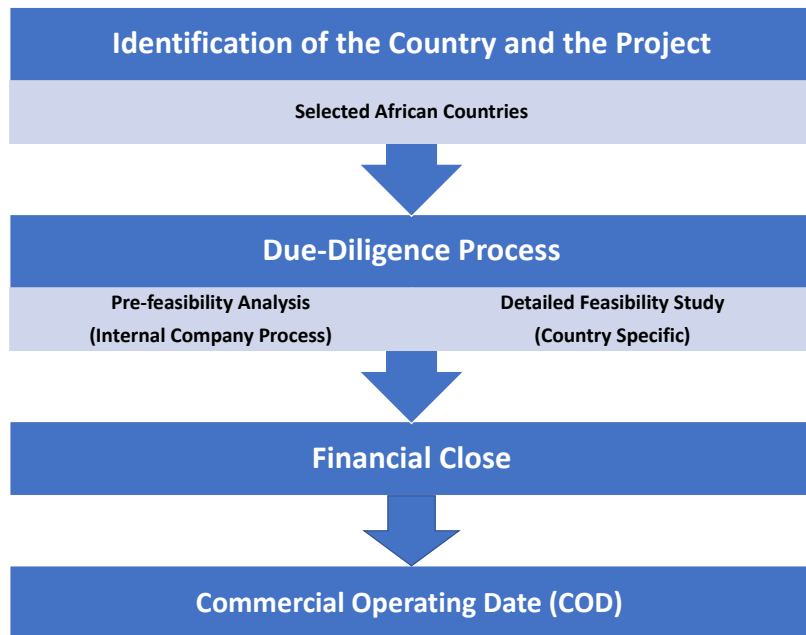 Identification of the Country and the Project
Selected African Countries
Due-Diligence Process
Pre-feasibility Analysis
(Internal Company Process)
Detailed Feasibility Study
(Country Specific)
Financial Close
Commercial Operating Date (COD)